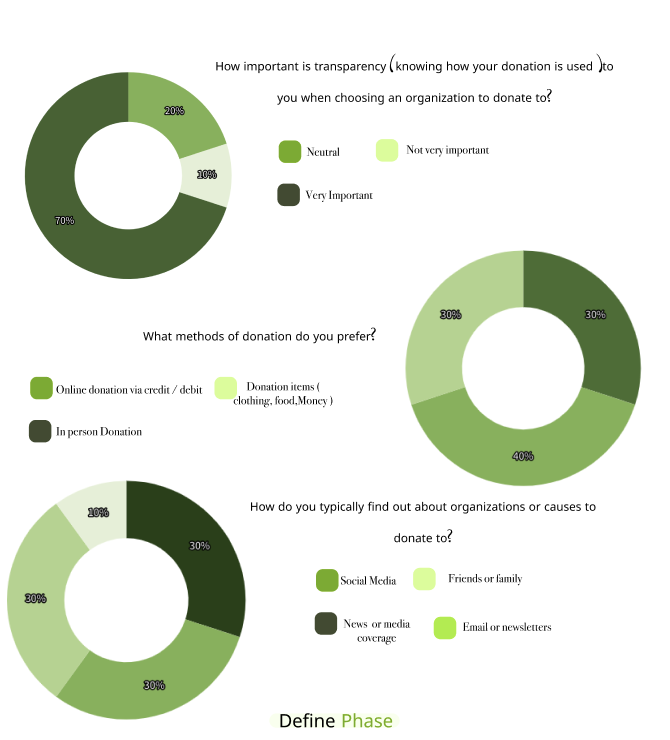 How important is transparency (knowing how your donation is used )to
you when choosing an organization to donate to?
20%
10%
70%
Neutral
Not very important
Very Important
What methods of donation do you prefer?
30%
30%
40%
Online donation via credit / debit
Donation items (
clothing, food,Money )
In person Donation
How do you typically find out about organizations or causes to
donate to?
10%
30%
30%
30%
Social Media
Friends or family
News or media
coverage
Email or newsletters
Define Phase